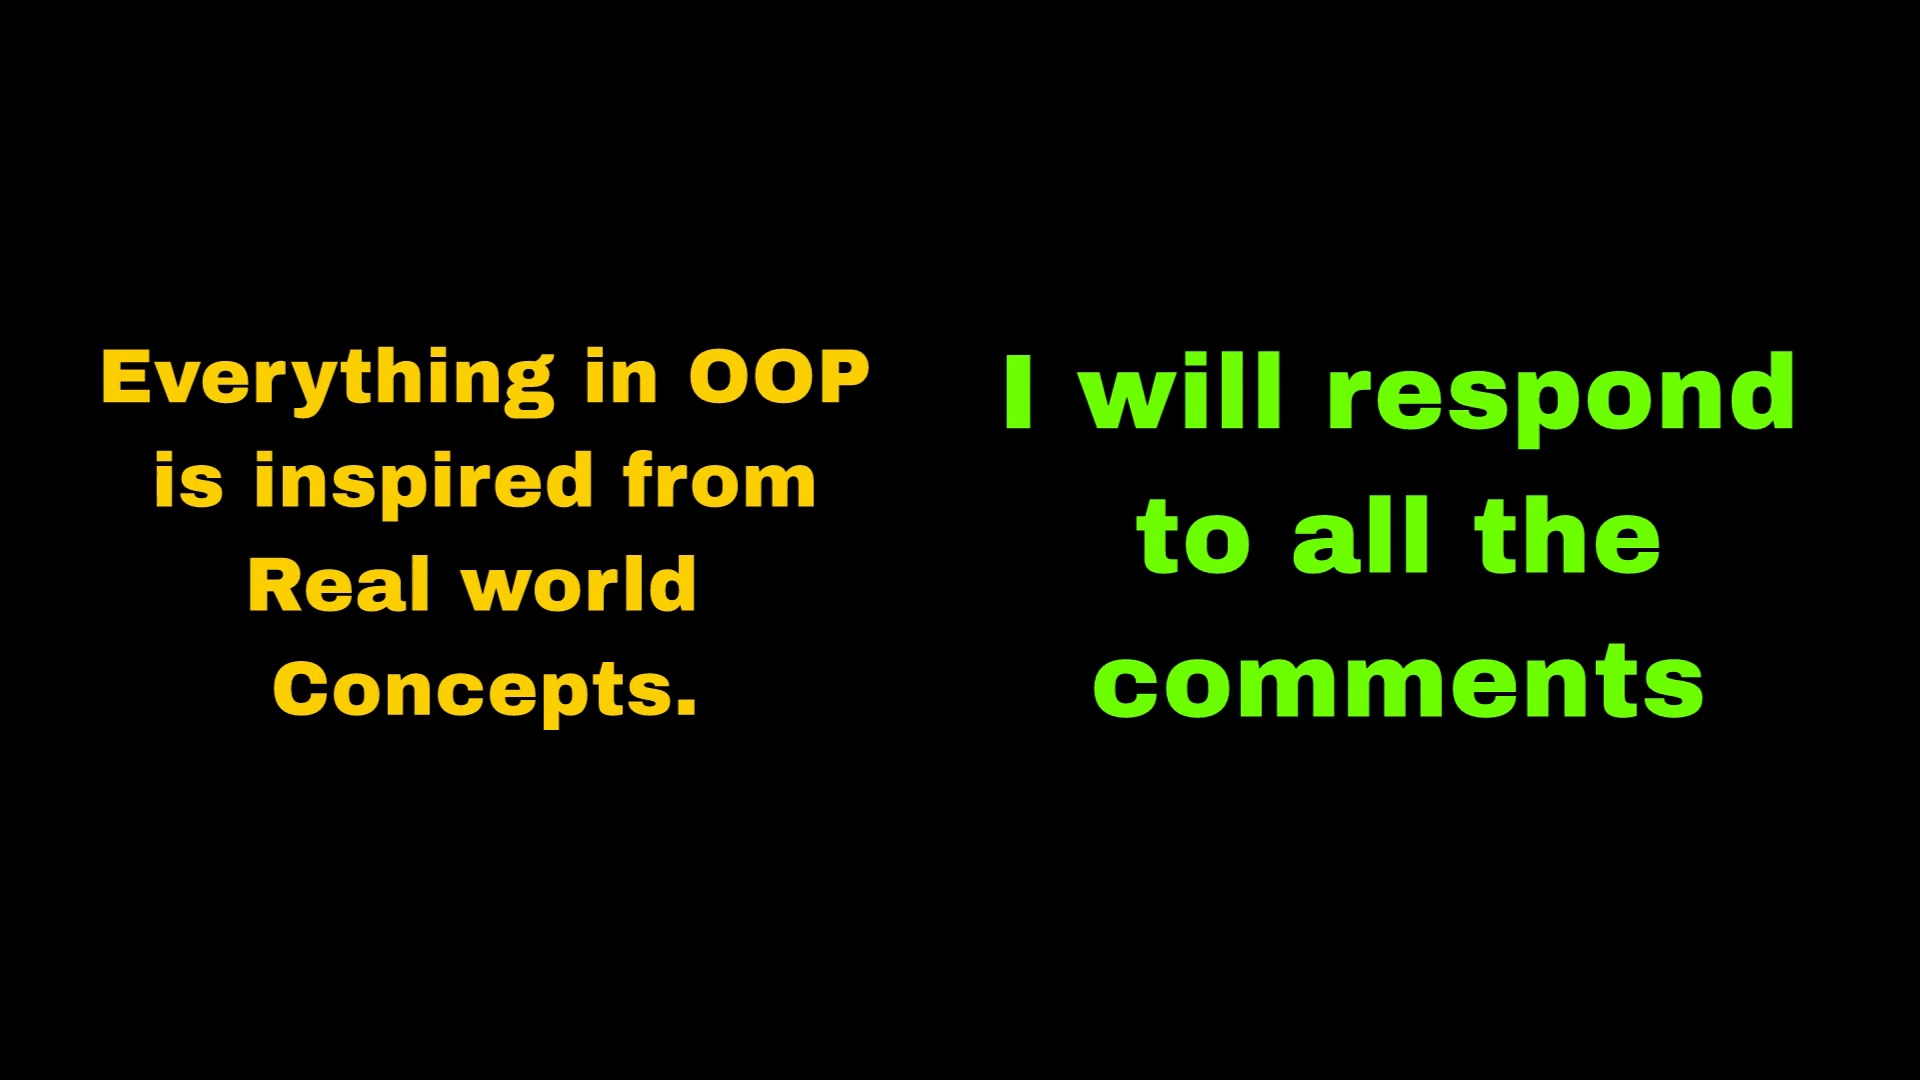 Everything in OOP
is inspired from
Real world
Concepts.
I will respond
to all the
comments